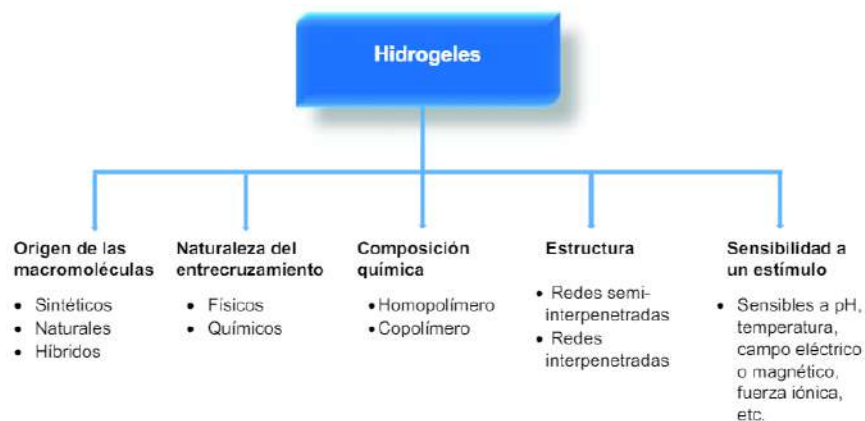 Hidrogeles
Origen de las
macromoléculas
• Sintéticos
• Naturales
• Híbridos
Naturaleza del
entrecruzamiento
• Físicos
• Químicos
Composición
química
•Homopolímero
•Copolímero
Estructura
• Redes semi-
interpenetradas
• Redes
interpenetradas
Sensibilidad a
un estímulo
• Sensibles a pH,
temperatura,
campo eléctrico
o magnético,
fuerza iónica,
etc.